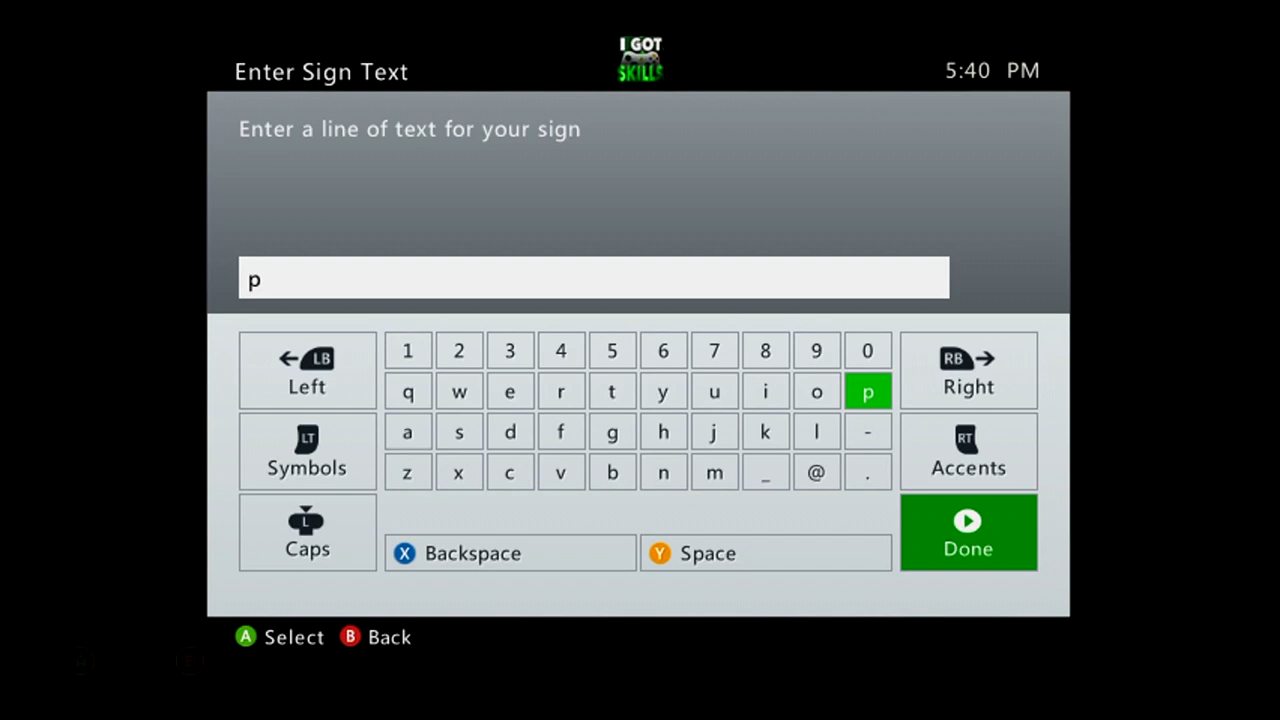 I GOT
SKILLS
Enter Sign Text
5:40 PM
Enter a line of text for your sign
p
LB
Left
1 2 3 4 5 6 7 8 9 0
RB
Right
q w e r t y u i o p
LT
Symbols
a s d f g h j k l -
RT
Accents
z x c v b n m _ @ .
L
Caps
X Backspace
Y Space
Done
A Select B Back